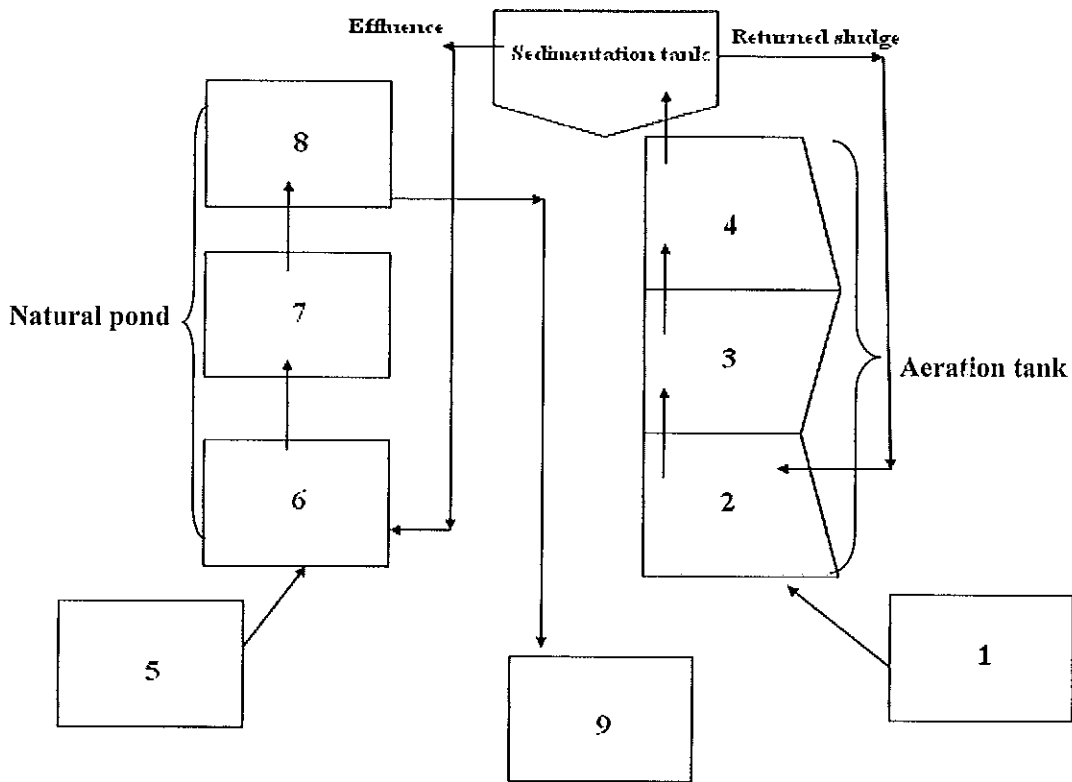 Effluence
Sedimentation tank
Returned sludge
8
4
7
Natural pond
3
Aeration tank
6
2
5
1
9